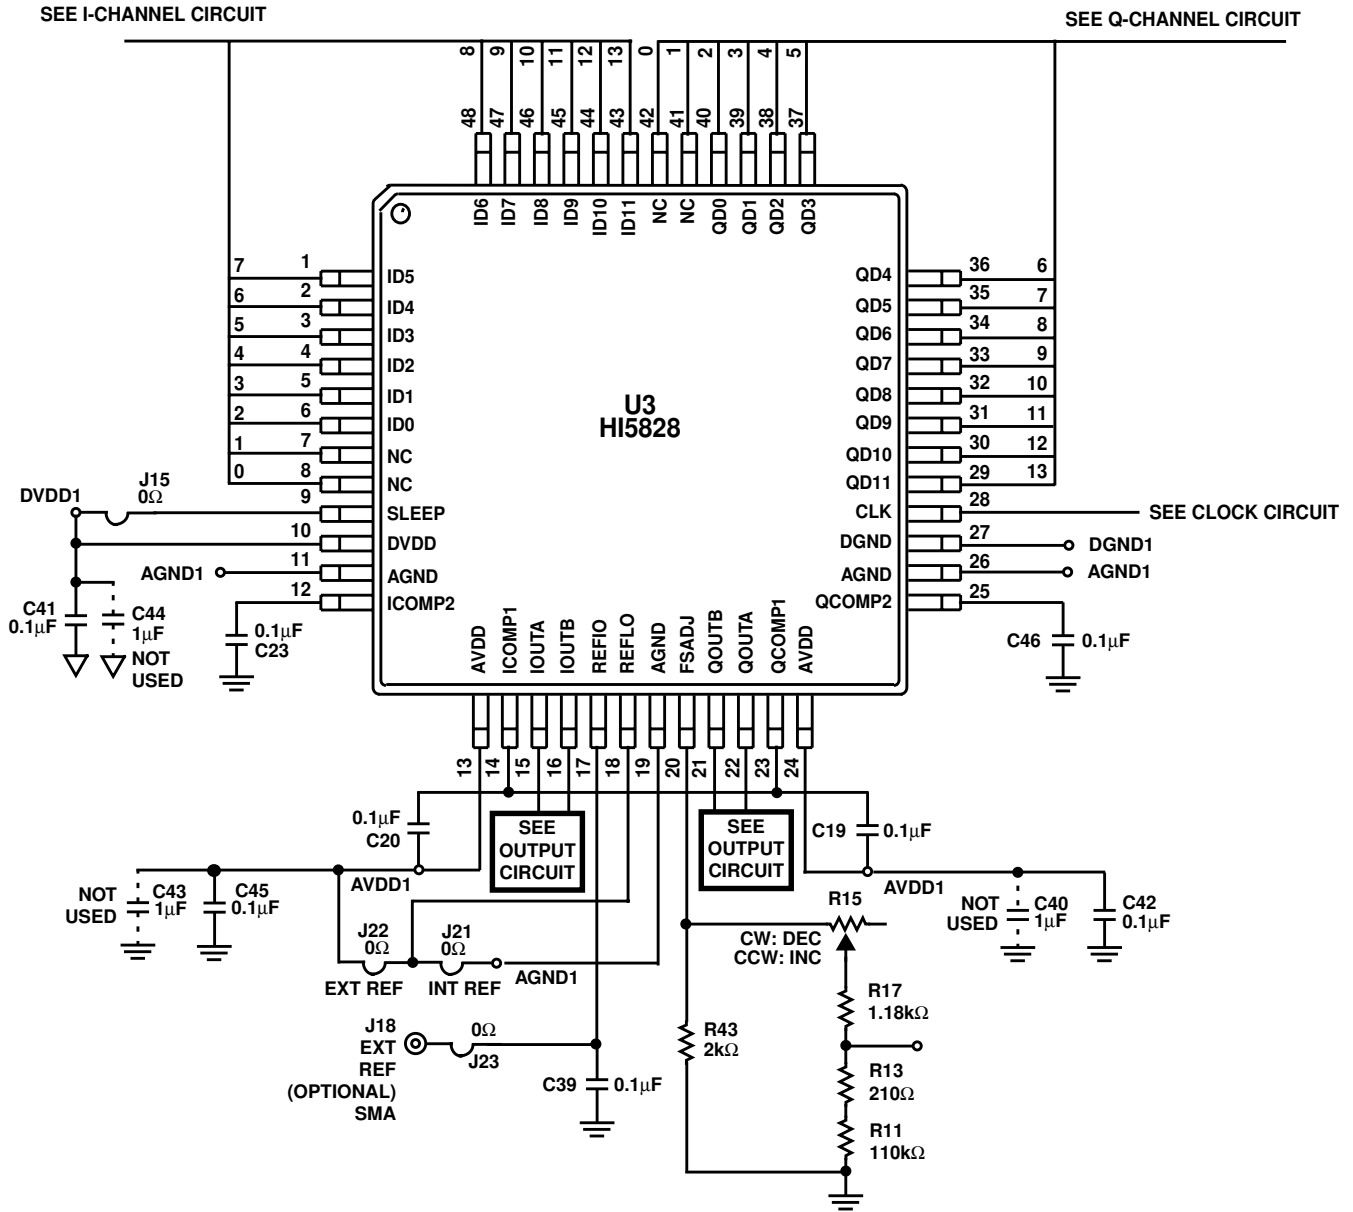 SEE I-CHANNEL CIRCUIT
SEE Q-CHANNEL CIRCUIT
8 9 10 11 12 13 0 1 2 3 4 5
48 47 46 45 44 43 42 41 40 39 38 37
ID6 ID7 ID8 ID9 ID10 ID11 NC NC QD0 QD1 QD2 QD3
7 1 ID5
6 2 ID4
5 3 ID3
4 4 ID2
3 5 ID1
2 6 ID0
1 7 NC
0 8 NC
9 SLEEP
10 DVDD
11 AGND
12 ICOMP2
U3
HI5828
QD4 36 6
QD5 35 7
QD6 34 8
QD7 33 9
QD8 32 10
QD9 31 11
QD10 30 12
QD11 29 13
CLK 28
SEE CLOCK CIRCUIT
DGND 27
DGND1
AGND 26
AGND1
QCOMP2 25
DVDD1
J15
0Ω
AGND1
C41
0.1µF
C44
1µF
NOT
USED
0.1µF
C23
C46
0.1µF
AVDD ICOMP1 IOUTA IOUTB REFIO REFLO AGND FSADJ QOUTB QOUTA QCOMP1 AVDD
13 14 15 16 17 18 19 20 21 22 23 24
0.1µF
C20
SEE
OUTPUT
CIRCUIT
SEE
OUTPUT
CIRCUIT
C19
0.1µF
AVDD1
AVDD1
NOT
USED
C43
1µF
C45
0.1µF
NOT
USED
C40
1µF
C42
0.1µF
J22
0Ω
EXT REF
J21
0Ω
INT REF
AGND1
R15
CW: DEC
CCW: INC
R17
1.18kΩ
R43
2kΩ
R13
210Ω
R11
110kΩ
J18
EXT
REF
(OPTIONAL)
SMA
0Ω
J23
C39
0.1µF